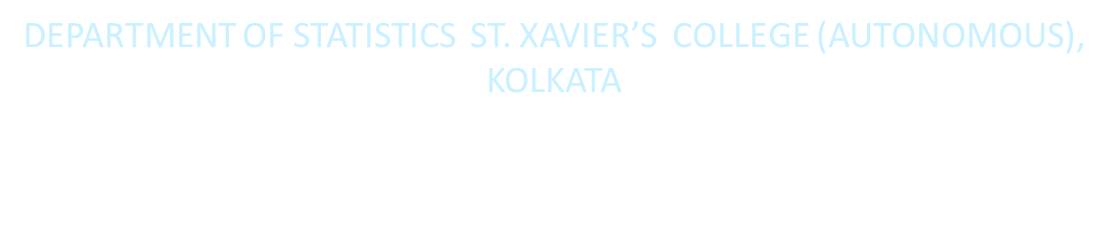 DEPARTMENT OF STATISTICS ST. XAVIER’S COLLEGE (AUTONOMOUS),
KOLKATA